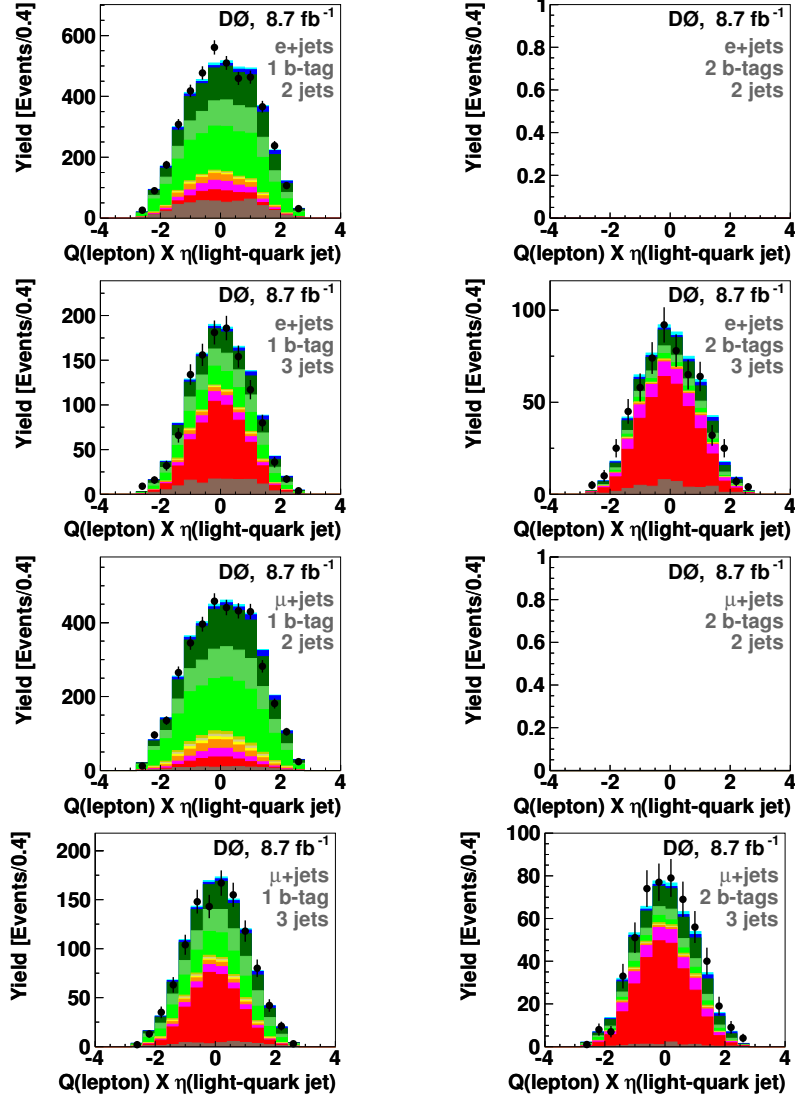 Yield [Events/0.4]
DØ, 8.7 fb⁻¹
e+jets
1 b-tag
2 jets
600
400
200
0
-4 -2 0 2 4
Q(lepton) X η(light-quark jet)
Yield [Events/0.4]
DØ, 8.7 fb⁻¹
e+jets
2 b-tags
2 jets
1
0.8
0.6
0.4
0.2
0
-4 -2 0 2 4
Q(lepton) X η(light-quark jet)
Yield [Events/0.4]
DØ, 8.7 fb⁻¹
e+jets
1 b-tag
3 jets
200
150
100
50
0
-4 -2 0 2 4
Q(lepton) X η(light-quark jet)
Yield [Events/0.4]
DØ, 8.7 fb⁻¹
e+jets
2 b-tags
3 jets
100
50
0
-4 -2 0 2 4
Q(lepton) X η(light-quark jet)
Yield [Events/0.4]
DØ, 8.7 fb⁻¹
μ+jets
1 b-tag
2 jets
400
200
0
-4 -2 0 2 4
Q(lepton) X η(light-quark jet)
Yield [Events/0.4]
DØ, 8.7 fb⁻¹
μ+jets
2 b-tags
2 jets
1
0.8
0.6
0.4
0.2
0
-4 -2 0 2 4
Q(lepton) X η(light-quark jet)
Yield [Events/0.4]
DØ, 8.7 fb⁻¹
μ+jets
1 b-tag
3 jets
200
150
100
50
0
-4 -2 0 2 4
Q(lepton) X η(light-quark jet)
Yield [Events/0.4]
DØ, 8.7 fb⁻¹
μ+jets
2 b-tags
3 jets
100
80
60
40
20
0
-4 -2 0 2 4
Q(lepton) X η(light-quark jet)